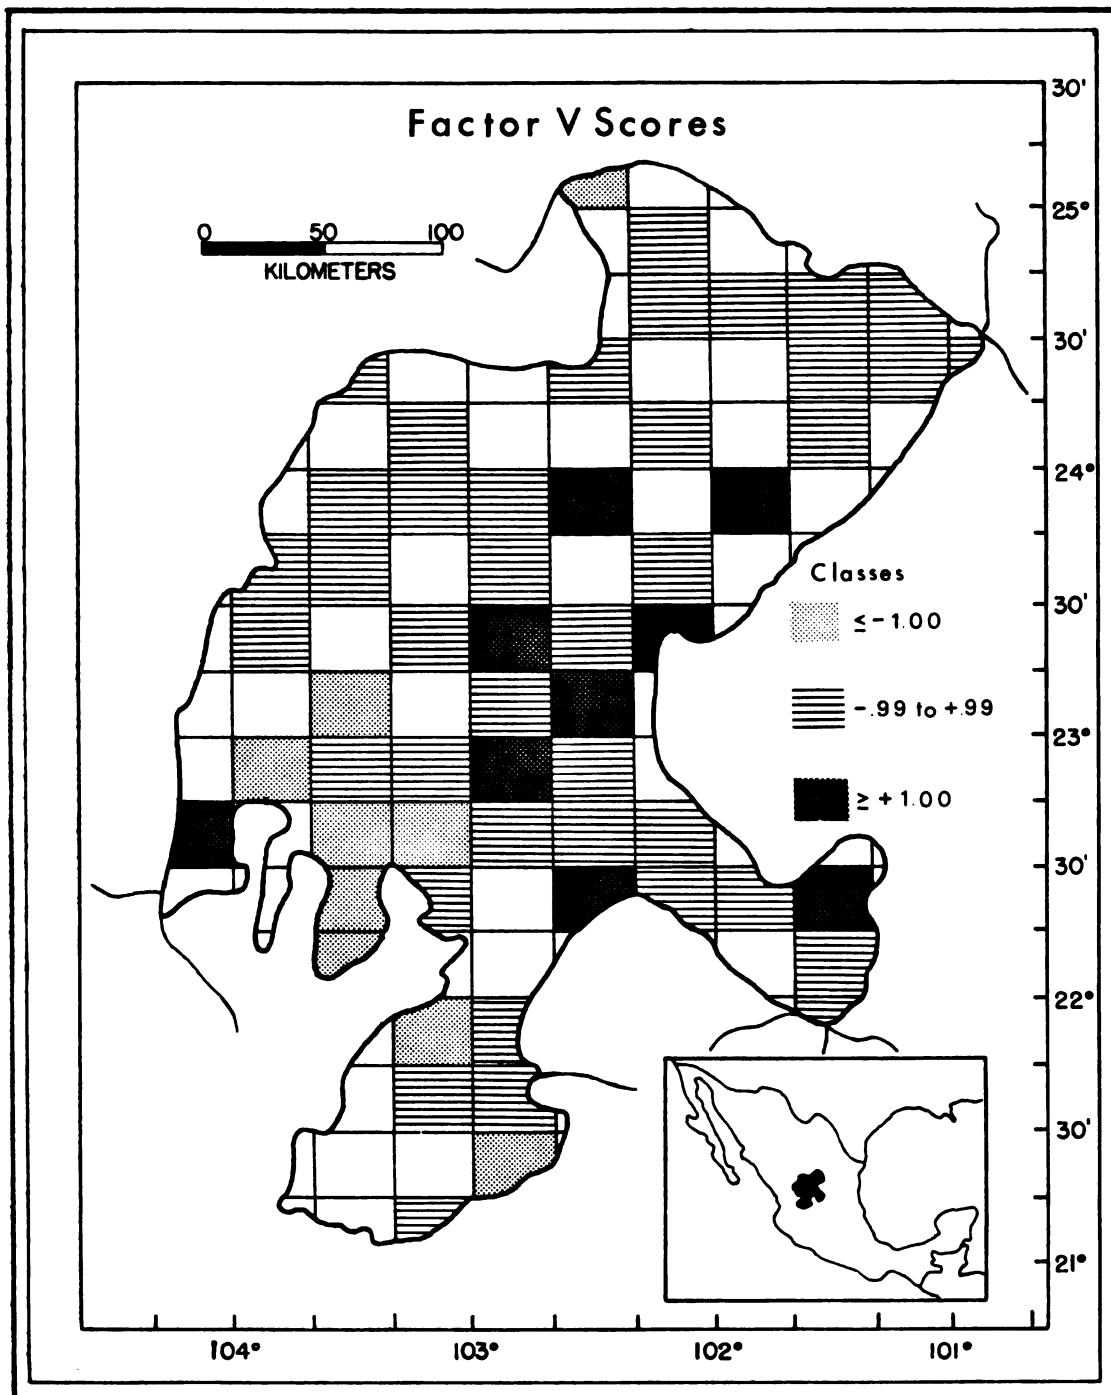 Factor V Scores
0 50 100
KILOMETERS
30'
25°
30'
24°
30'
23°
30'
22°
30'
21°
Classes
≤-1.00
-.99 to +.99
≥+1.00
104° 103° 102° 101°